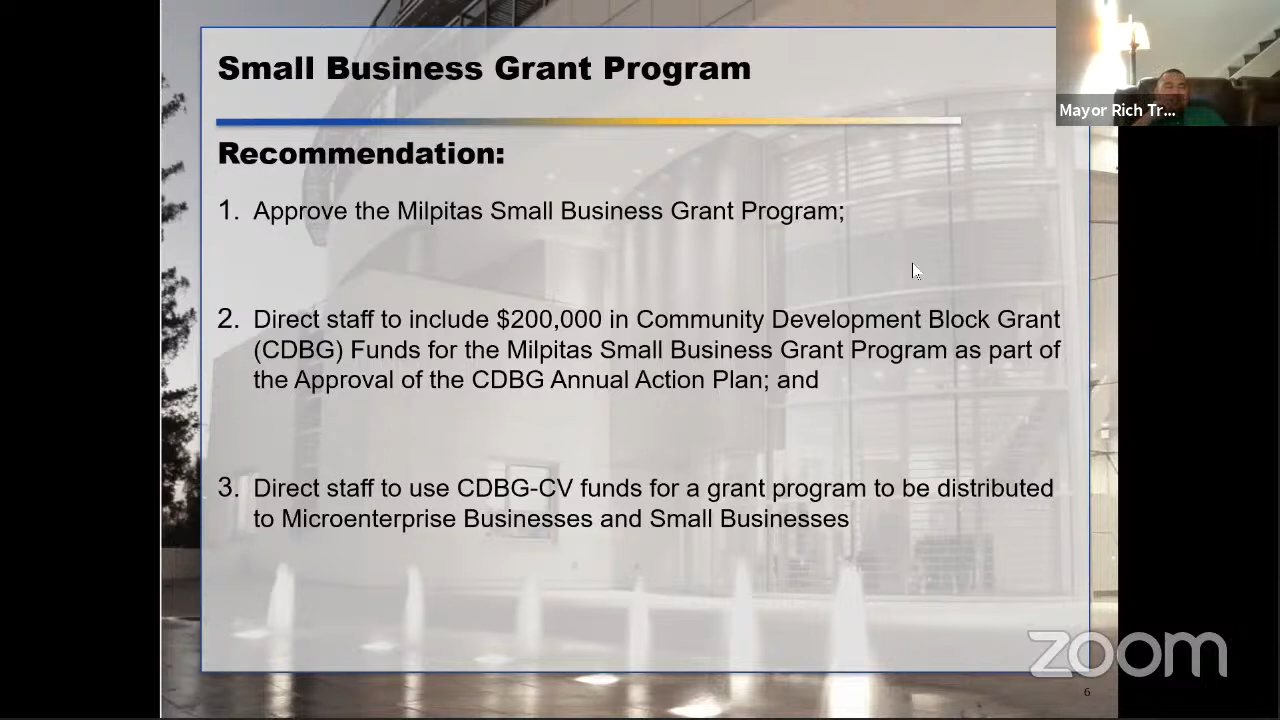 Small Business Grant Program
Mayor Rich Tr...
Recommendation:
1. Approve the Milpitas Small Business Grant Program;
2. Direct staff to include $200,000 in Community Development Block Grant
(CDBG) Funds for the Milpitas Small Business Grant Program as part of
the Approval of the CDBG Annual Action Plan; and
3. Direct staff to use CDBG-CV funds for a grant program to be distributed
to Microenterprise Businesses and Small Businesses
zoom
6